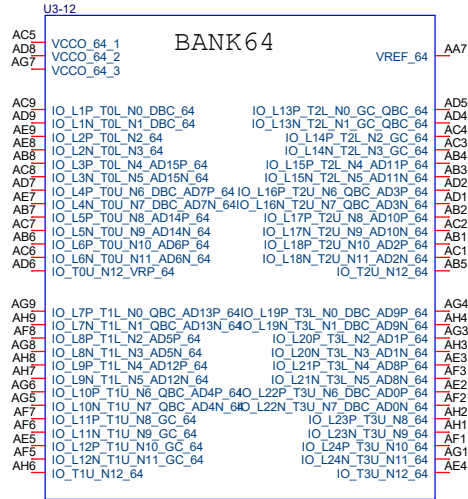 U3-12
BANK64
AC5 VCCO_64_1
AD8 VCCO_64_2 VREF_64 AA7
AG7 VCCO_64_3
AC9 IO_L1P_T0L_N0_DBC_64 IO_L13P_T2L_N0_GC_QBC_64 AD5
AD9 IO_L1N_T0L_N1_DBC_64 IO_L13N_T2L_N1_GC_QBC_64 AD4
AE9 IO_L2P_T0L_N2_64 IO_L14P_T2L_N2_GC_64 AC4
AE8 IO_L2N_T0L_N3_64 IO_L14N_T2L_N3_GC_64 AC3
AB8 IO_L3P_T0L_N4_AD15P_64 IO_L15P_T2L_N4_AD11P_64 AB4
AC8 IO_L3N_T0L_N5_AD15N_64 IO_L15N_T2L_N5_AD11N_64 AB3
AD7 IO_L4P_T0U_N6_DBC_AD7P_64 IO_L16P_T2U_N6_QBC_AD3P_64 AD2
AE7 IO_L4N_T0U_N7_DBC_AD7N_64 IO_L16N_T2U_N7_QBC_AD3N_64 AD1
AB7 IO_L5P_T0U_N8_AD14P_64 IO_L17P_T2U_N8_AD10P_64 AB2
AC7 IO_L5N_T0U_N9_AD14N_64 IO_L17N_T2U_N9_AD10N_64 AC2
AB6 IO_L6P_T0U_N10_AD6P_64 IO_L18P_T2U_N10_AD2P_64 AB1
AC6 IO_L6N_T0U_N11_AD6N_64 IO_L18N_T2U_N11_AD2N_64 AC1
AD6 IO_T0U_N12_VRP_64 IO_T2U_N12_64 AB5
AG9 IO_L7P_T1L_N0_QBC_AD13P_64 IO_L19P_T3L_N0_DBC_AD9P_64 AG4
AH9 IO_L7N_T1L_N1_QBC_AD13N_64 IO_L19N_T3L_N1_DBC_AD9N_64 AH4
AF8 IO_L8P_T1L_N2_AD5P_64 IO_L20P_T3L_N2_AD1P_64 AG3
AG8 IO_L8N_T1L_N3_AD5N_64 IO_L20N_T3L_N3_AD1N_64 AH3
AH8 IO_L9P_T1L_N4_AD12P_64 IO_L21P_T3L_N4_AD8P_64 AE3
AH7 IO_L9N_T1L_N5_AD12N_64 IO_L21N_T3L_N5_AD8N_64 AF3
AG6 IO_L10P_T1U_N6_QBC_AD4P_64 IO_L22P_T3U_N6_DBC_AD0P_64 AE2
AG5 IO_L10N_T1U_N7_QBC_AD4N_64 IO_L22N_T3U_N7_DBC_AD0N_64 AF2
AF7 IO_L11P_T1U_N8_GC_64 IO_L23P_T3U_N8_64 AH2
AF6 IO_L11N_T1U_N9_GC_64 IO_L23N_T3U_N9_64 AH1
AE5 IO_L12P_T1U_N10_GC_64 IO_L24P_T3U_N10_64 AF1
AF5 IO_L12N_T1U_N11_GC_64 IO_L24N_T3U_N11_64 AG1
AH6 IO_T1U_N12_64 IO_T3U_N12_64 AE4